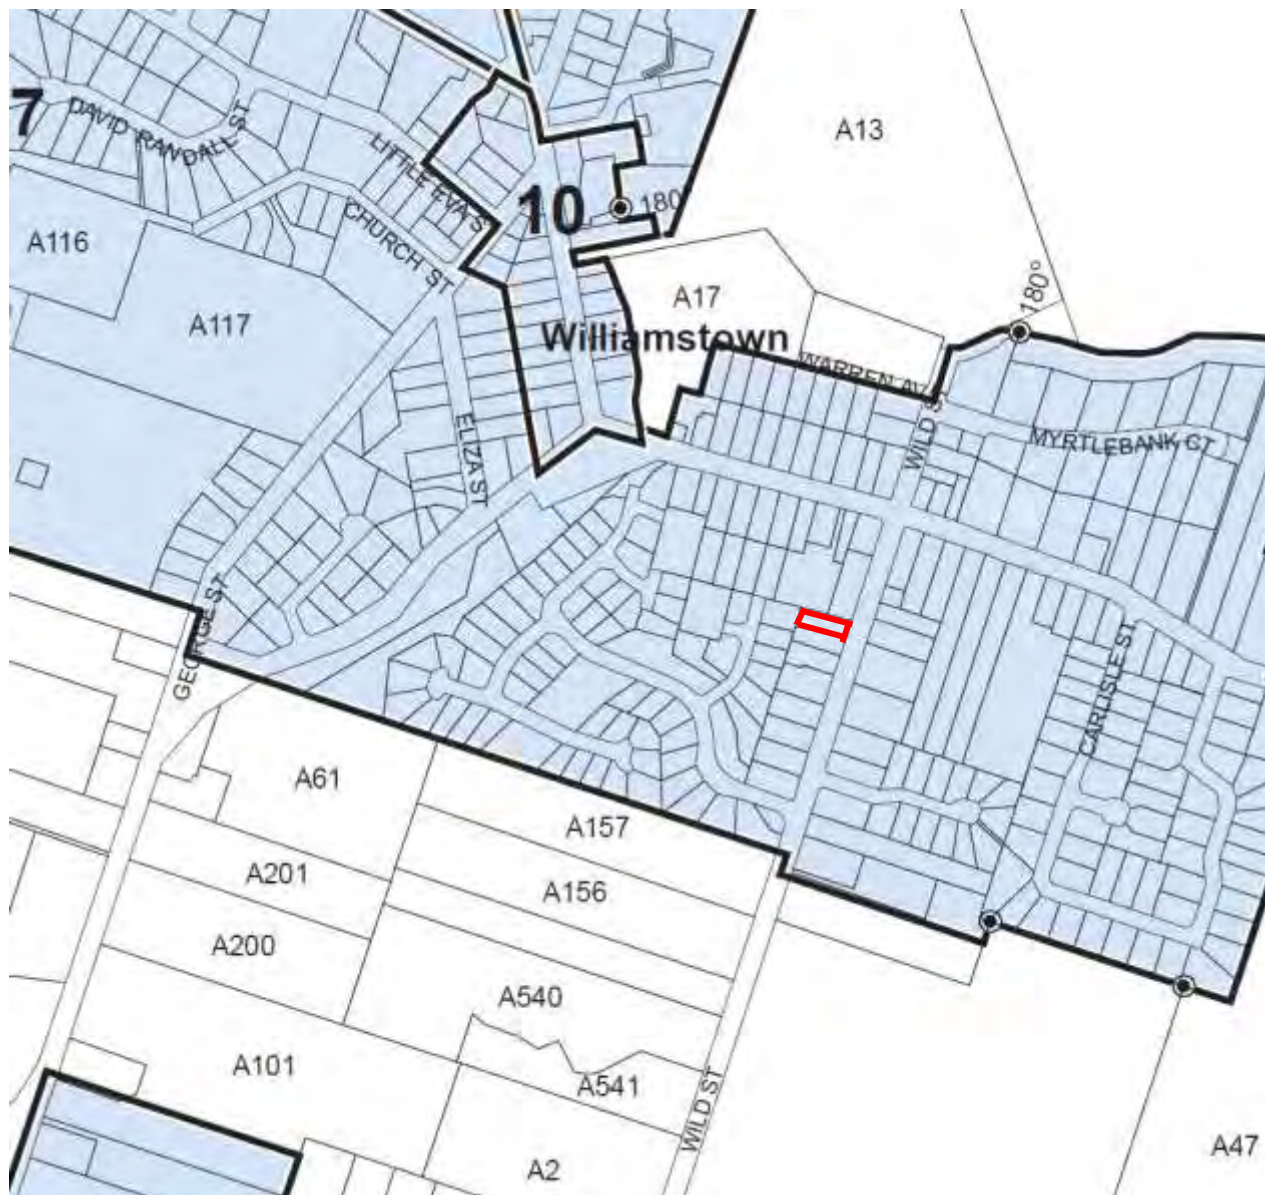 7
DAVID RANDALL ST
LITTLE EVA S
A13
10
180°
CHURCH ST
A116
A117
A17
180°
Williamstown
WARREN AV
WILD ST
MYRTLEBANK CT
ELIZA ST
GEORGE ST
CARLISLE ST
A61
A157
A201
A156
A200
A540
A101
A541
WILD ST
A2
A47